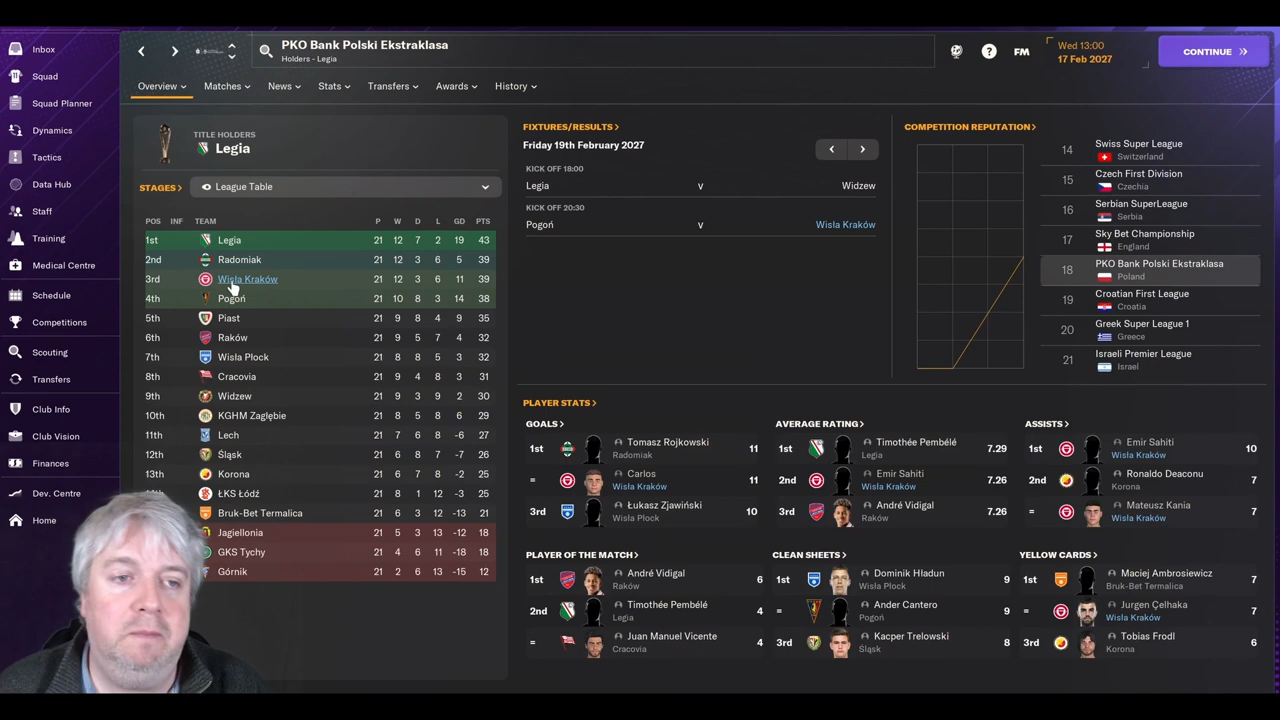 PKO Bank Polski Ekstraklasa
Holders - Legia
FM
Wed 13:00
17 Feb 2027
CONTINUE
Inbox
Squad
Squad Planner
Dynamics
Tactics
Data Hub
Staff
Training
Medical Centre
Schedule
Competitions
Scouting
Transfers
Club Info
Club Vision
Finances
Dev. Centre
Home
Overview
Matches
News
Stats
Transfers
Awards
History
TITLE HOLDERS
Legia
STAGES
League Table
POS INF TEAM P W D L GD PTS
1st Legia 21 12 7 2 19 43
2nd Radomiak 21 12 3 6 5 39
3rd Wisła Kraków 21 12 3 6 11 39
4th Pogoń 21 10 8 3 14 38
5th Piast 21 9 8 4 9 35
6th Raków 21 9 5 7 4 32
7th Wisła Płock 21 8 8 5 3 32
8th Cracovia 21 9 4 8 3 31
9th Widzew 21 9 3 9 2 30
10th KGHM Zagłębie 21 8 5 8 6 29
11th Lech 21 7 6 8 -6 27
12th Śląsk 21 6 8 7 -7 26
13th Korona 21 6 7 8 -2 25
ŁKS Łódź 21 8 1 12 -3 25
Bruk-Bet Termalica 21 6 3 12 -13 21
Jagiellonia 21 5 3 13 -12 18
GKS Tychy 21 4 6 11 -18 18
Górnik 21 2 6 13 -15 12
FIXTURES/RESULTS
Friday 19th February 2027
KICK OFF 18:00
Legia v Widzew
KICK OFF 20:30
Pogoń v Wisła Kraków
COMPETITION REPUTATION
14 Swiss Super League
Switzerland
15 Czech First Division
Czechia
16 Serbian SuperLeague
Serbia
17 Sky Bet Championship
England
18 PKO Bank Polski Ekstraklasa
Poland
19 Croatian First League
Croatia
20 Greek Super League 1
Greece
21 Israeli Premier League
Israel
PLAYER STATS
GOALS
1st Tomasz Rojkowski 11
Radomiak
= Carlos 11
Wisła Kraków
3rd Łukasz Zjawiński 10
Wisła Płock
AVERAGE RATING
1st Timothée Pembélé 7.29
Legia
2nd Emir Sahiti 7.26
Wisła Kraków
3rd André Vidigal 7.26
Raków
ASSISTS
1st Emir Sahiti 10
Wisła Kraków
2nd Ronaldo Deaconu 7
Korona
= Mateusz Kania 7
Wisła Kraków
PLAYER OF THE MATCH
1st André Vidigal 6
Raków
2nd Timothée Pembélé 4
Legia
= Juan Manuel Vicente 4
Cracovia
CLEAN SHEETS
1st Dominik Hładun 9
Wisła Płock
= Ander Cantero 9
Pogoń
3rd Kacper Trelowski 8
Śląsk
YELLOW CARDS
1st Maciej Ambrosiewicz 7
Bruk-Bet Termalica
= Jurgen Çelhaka 7
Wisła Kraków
3rd Tobias Frodl 6
Korona